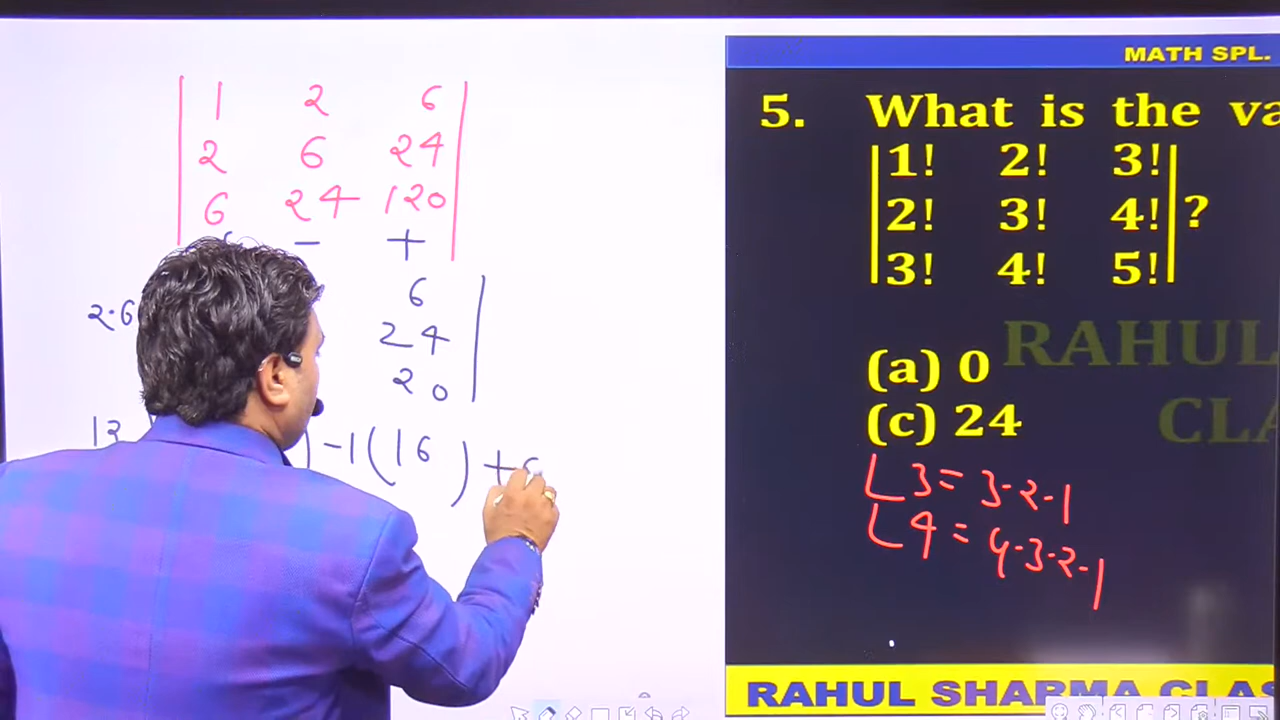 1 2 6
2 6 24
6 24 120
- +
6
2·6
24
20
12
-1(16) +
MATH SPL.
5. What is the va
1! 2! 3!
2! 3! 4! ?
3! 4! 5!
RAHUL
(a) 0
CLA
(c) 24
L3 = 3-2-1
L4 = 4-3-2-1
RAHUL SHARMA CLAS